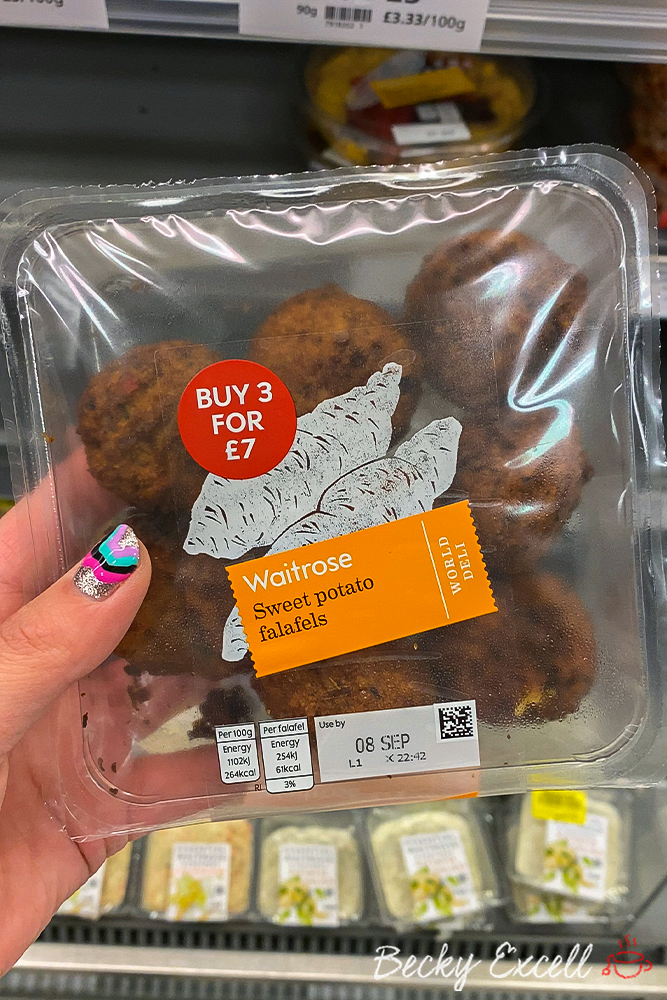 90g
£3.33/100g
BUY 3
FOR
£7
Waitrose
Sweet potato
falafels
WORLD
DELI
Per 100g
Energy
1102kJ
264kcal
Per falafel
Energy
254kJ
61kcal
RI 3%
Use by
08 SEP
L1 X 22:42
Becky Excell